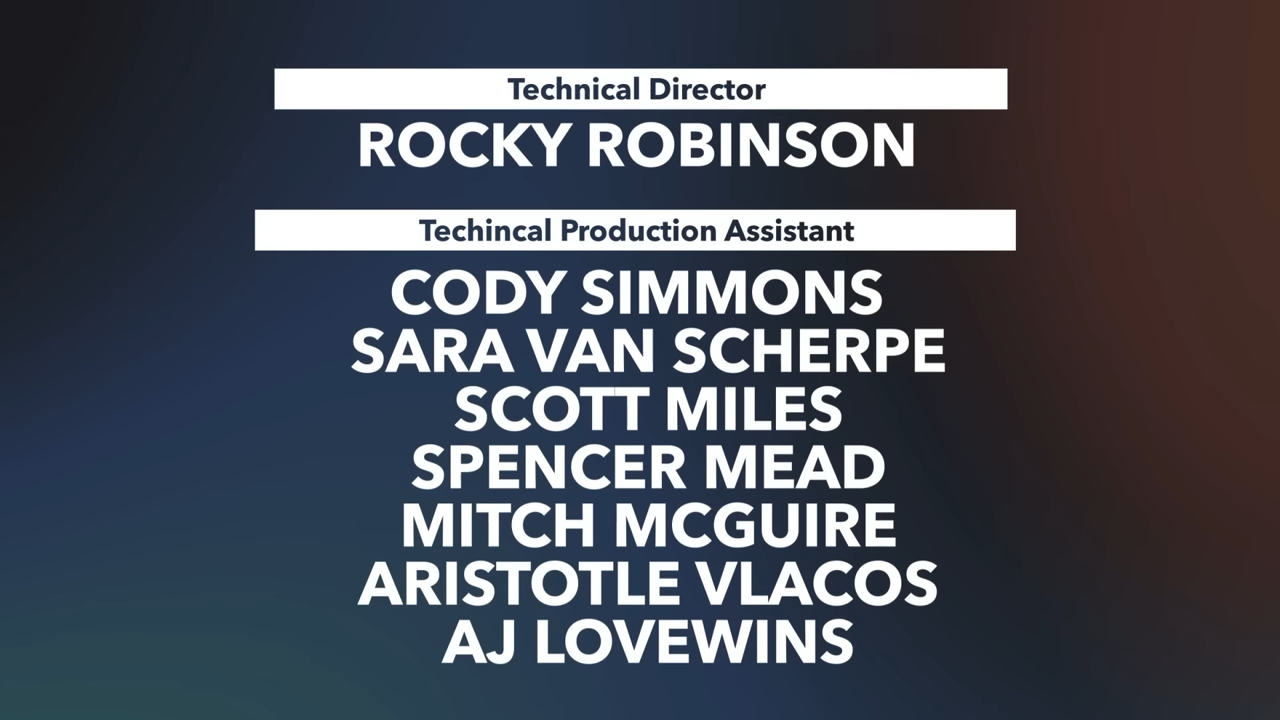 Technical Director
ROCKY ROBINSON
Techincal Production Assistant
CODY SIMMONS
SARA VAN SCHERPE
SCOTT MILES
SPENCER MEAD
MITCH MCGUIRE
ARISTOTLE VLACOS
AJ LOVEWINS